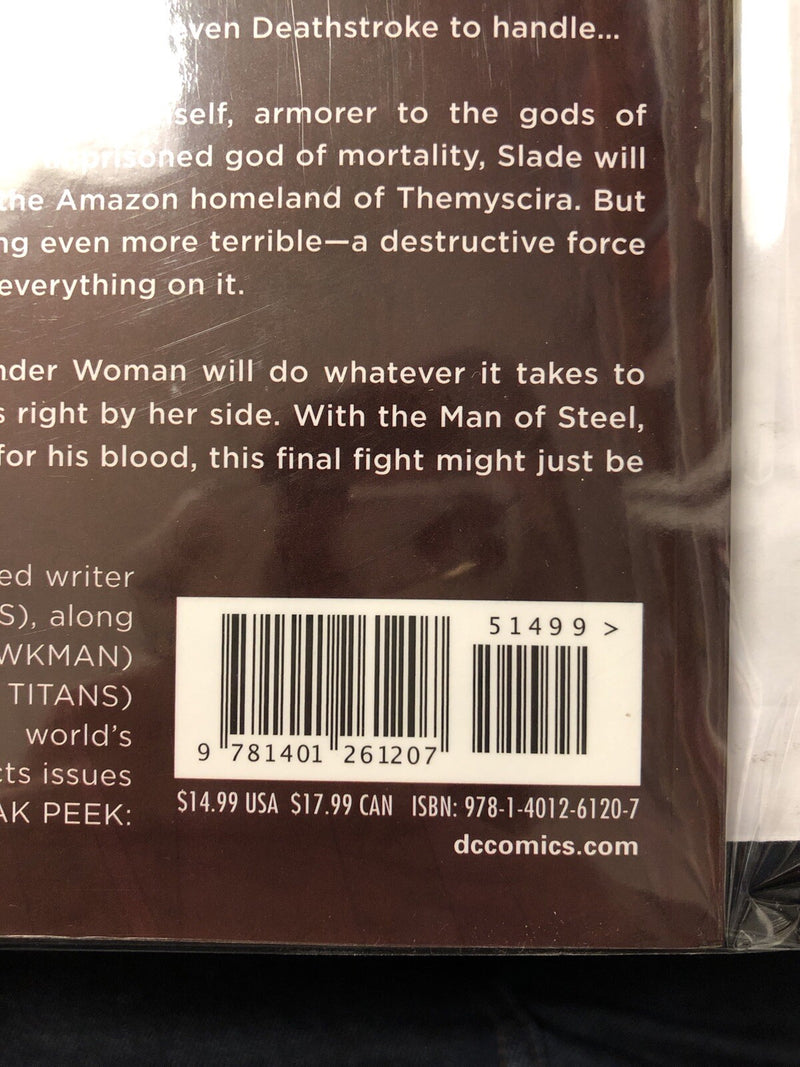 even Deathstroke to handle...
self, armorer to the gods of
god of mortality, Slade will
the Amazon homeland of Themyscira. But
ng even more terrible—a destructive force
everything on it.
nder Woman will do whatever it takes to
s right by her side. With the Man of Steel,
for his blood, this final fight might just be
ed writer
S), along
WKMAN)
TITANS)
world's
cts issues
AK PEEK:
51499 >
9 781401 261207
$14.99 USA $17.99 CAN ISBN: 978-1-4012-6120-7
dccomics.com